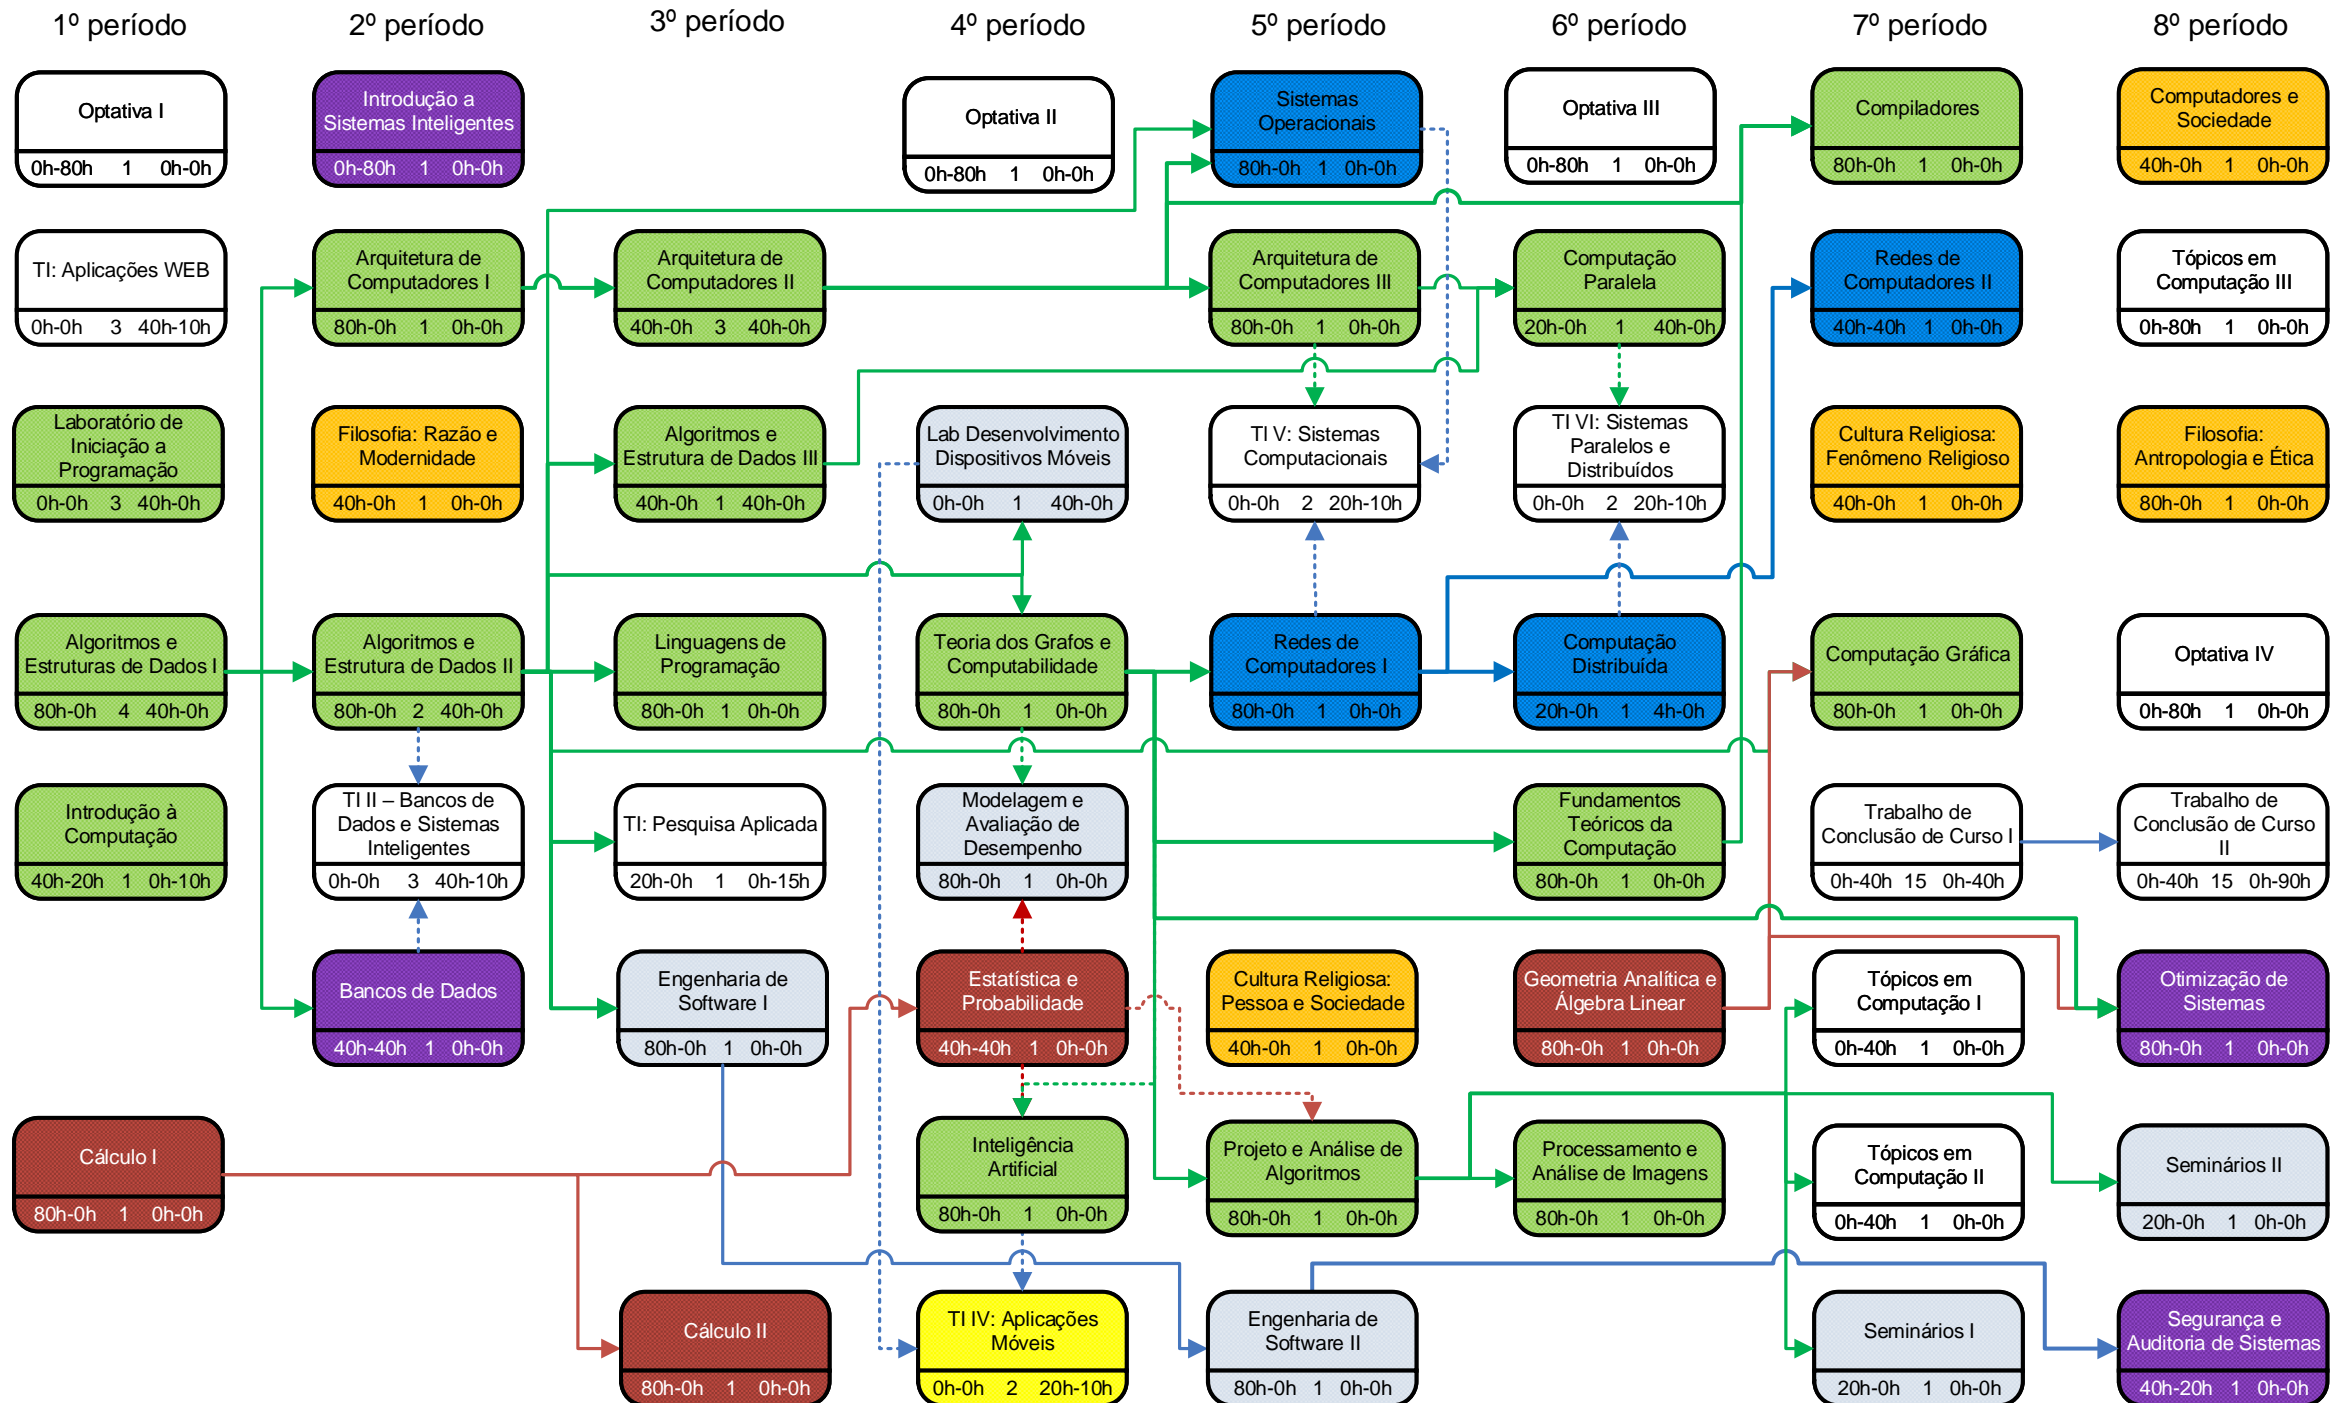 1º período
2º período
3º período
4º período
5º período
6º período
7º período
8º período
Optativa I
0h-80h 1 0h-0h
Introdução a
Sistemas Inteligentes
0h-80h 1 0h-0h
Optativa II
0h-80h 1 0h-0h
Sistemas
Operacionais
80h-0h 1 0h-0h
Optativa III
0h-80h 1 0h-0h
Compiladores
80h-0h 1 0h-0h
Computadores e
Sociedade
40h-0h 1 0h-0h
TI: Aplicações WEB
0h-0h 3 40h-10h
Arquitetura de
Computadores I
80h-0h 1 0h-0h
Arquitetura de
Computadores II
40h-0h 3 40h-0h
Arquitetura de
Computadores III
80h-0h 1 0h-0h
Computação
Paralela
20h-0h 1 40h-0h
Redes de
Computadores II
40h-40h 1 0h-0h
Tópicos em
Computação III
0h-80h 1 0h-0h
Laboratório de
Iniciação a
Programação
0h-0h 3 40h-0h
Filosofia: Razão e
Modernidade
40h-0h 1 0h-0h
Algoritmos e
Estrutura de Dados III
40h-0h 1 40h-0h
Lab Desenvolvimento
Dispositivos Móveis
0h-0h 1 40h-0h
TI V: Sistemas
Computacionais
0h-0h 2 20h-10h
TI VI: Sistemas
Paralelos e
Distribuídos
0h-0h 2 20h-10h
Cultura Religiosa:
Fenômeno Religioso
40h-0h 1 0h-0h
Filosofia:
Antropologia e Ética
80h-0h 1 0h-0h
Algoritmos e
Estruturas de Dados I
80h-0h 4 40h-0h
Algoritmos e
Estrutura de Dados II
80h-0h 2 40h-0h
Linguagens de
Programação
80h-0h 1 0h-0h
Teoria dos Grafos e
Computabilidade
80h-0h 1 0h-0h
Redes de
Computadores I
80h-0h 1 0h-0h
Computação
Distribuída
20h-0h 1 4h-0h
Computação Gráfica
80h-0h 1 0h-0h
Optativa IV
0h-80h 1 0h-0h
Introdução à
Computação
40h-20h 1 0h-10h
TI II – Bancos de
Dados e Sistemas
Inteligentes
0h-0h 3 40h-10h
TI: Pesquisa Aplicada
20h-0h 1 0h-15h
Modelagem e
Avaliação de
Desempenho
80h-0h 1 0h-0h
Fundamentos
Teóricos da
Computação
80h-0h 1 0h-0h
Trabalho de
Conclusão de Curso I
0h-40h 15 0h-40h
Trabalho de
Conclusão de Curso
II
0h-40h 15 0h-90h
Bancos de Dados
40h-40h 1 0h-0h
Engenharia de
Software I
80h-0h 1 0h-0h
Estatística e
Probabilidade
40h-40h 1 0h-0h
Cultura Religiosa:
Pessoa e Sociedade
40h-0h 1 0h-0h
Geometria Analítica e
Álgebra Linear
80h-0h 1 0h-0h
Tópicos em
Computação I
0h-40h 1 0h-0h
Otimização de
Sistemas
80h-0h 1 0h-0h
Cálculo I
80h-0h 1 0h-0h
Inteligência
Artificial
80h-0h 1 0h-0h
Projeto e Análise de
Algoritmos
80h-0h 1 0h-0h
Processamento e
Análise de Imagens
80h-0h 1 0h-0h
Tópicos em
Computação II
0h-40h 1 0h-0h
Seminários II
20h-0h 1 0h-0h
Cálculo II
80h-0h 1 0h-0h
TI IV: Aplicações
Móveis
0h-0h 2 20h-10h
Engenharia de
Software II
80h-0h 1 0h-0h
Seminários I
20h-0h 1 0h-0h
Segurança e
Auditoria de Sistemas
40h-20h 1 0h-0h